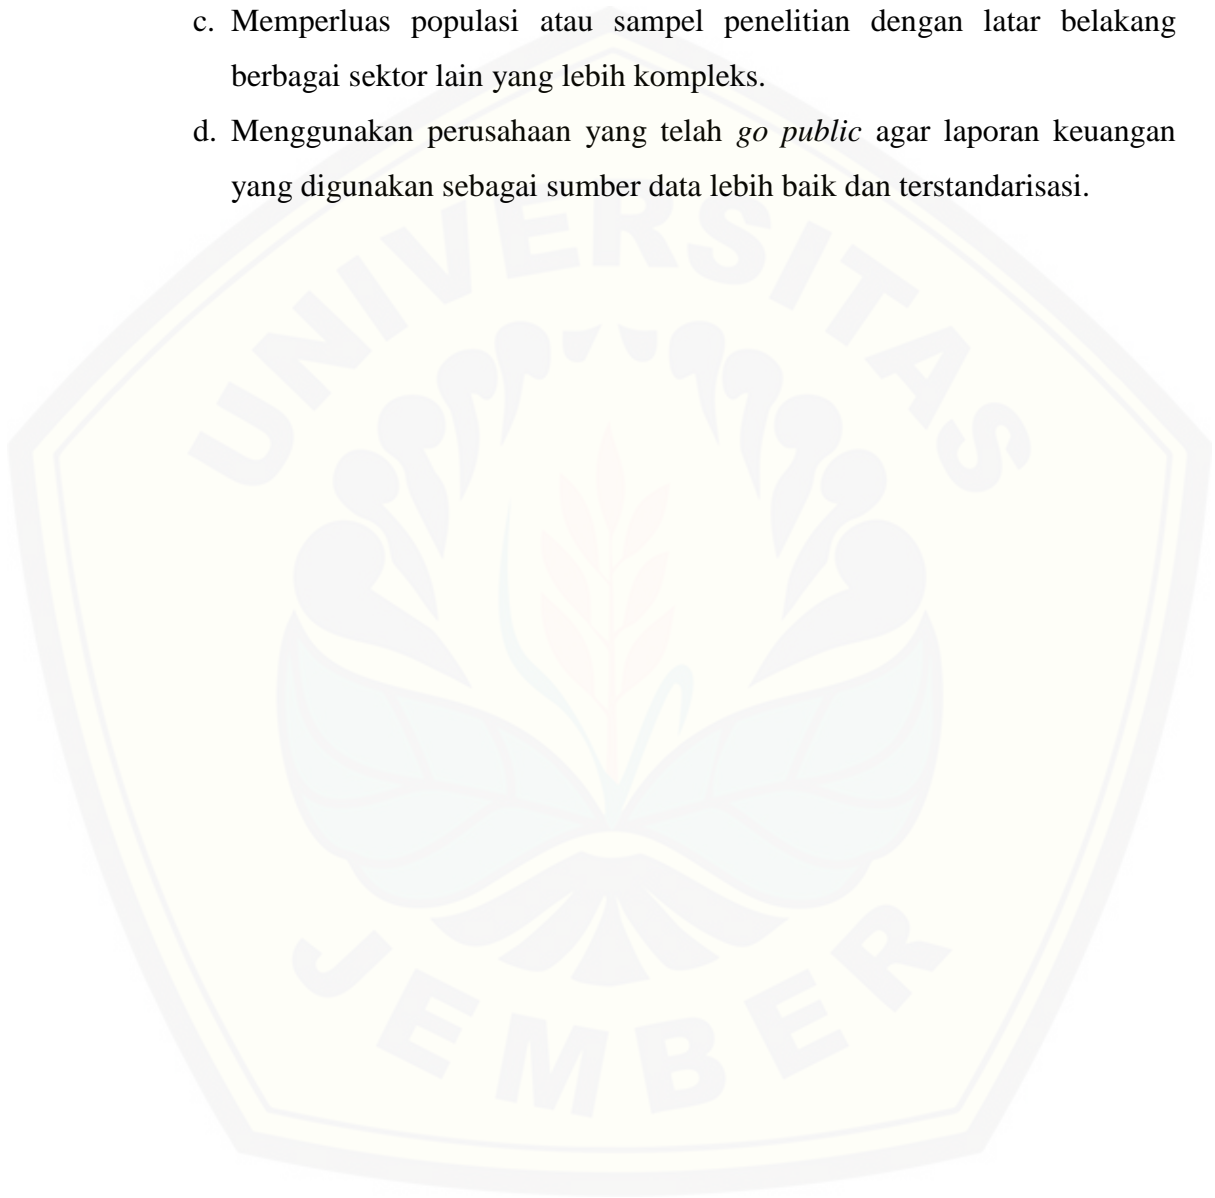 c. Memperluas populasi atau sampel penelitian dengan latar belakang
berbagai sektor lain yang lebih kompleks.
d. Menggunakan perusahaan yang telah go public agar laporan keuangan
yang digunakan sebagai sumber data lebih baik dan terstandarisasi.
UNIVERSITAS
JEMBER